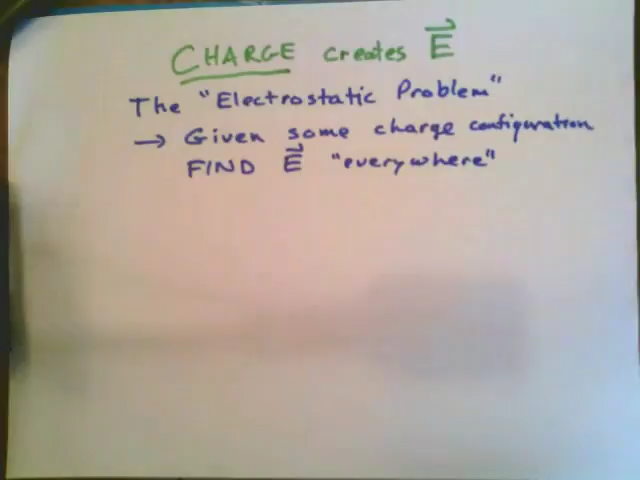 CHARGE creates E⃗
The "Electrostatic Problem"
→ Given some charge configuration
FIND E⃗ "everywhere"